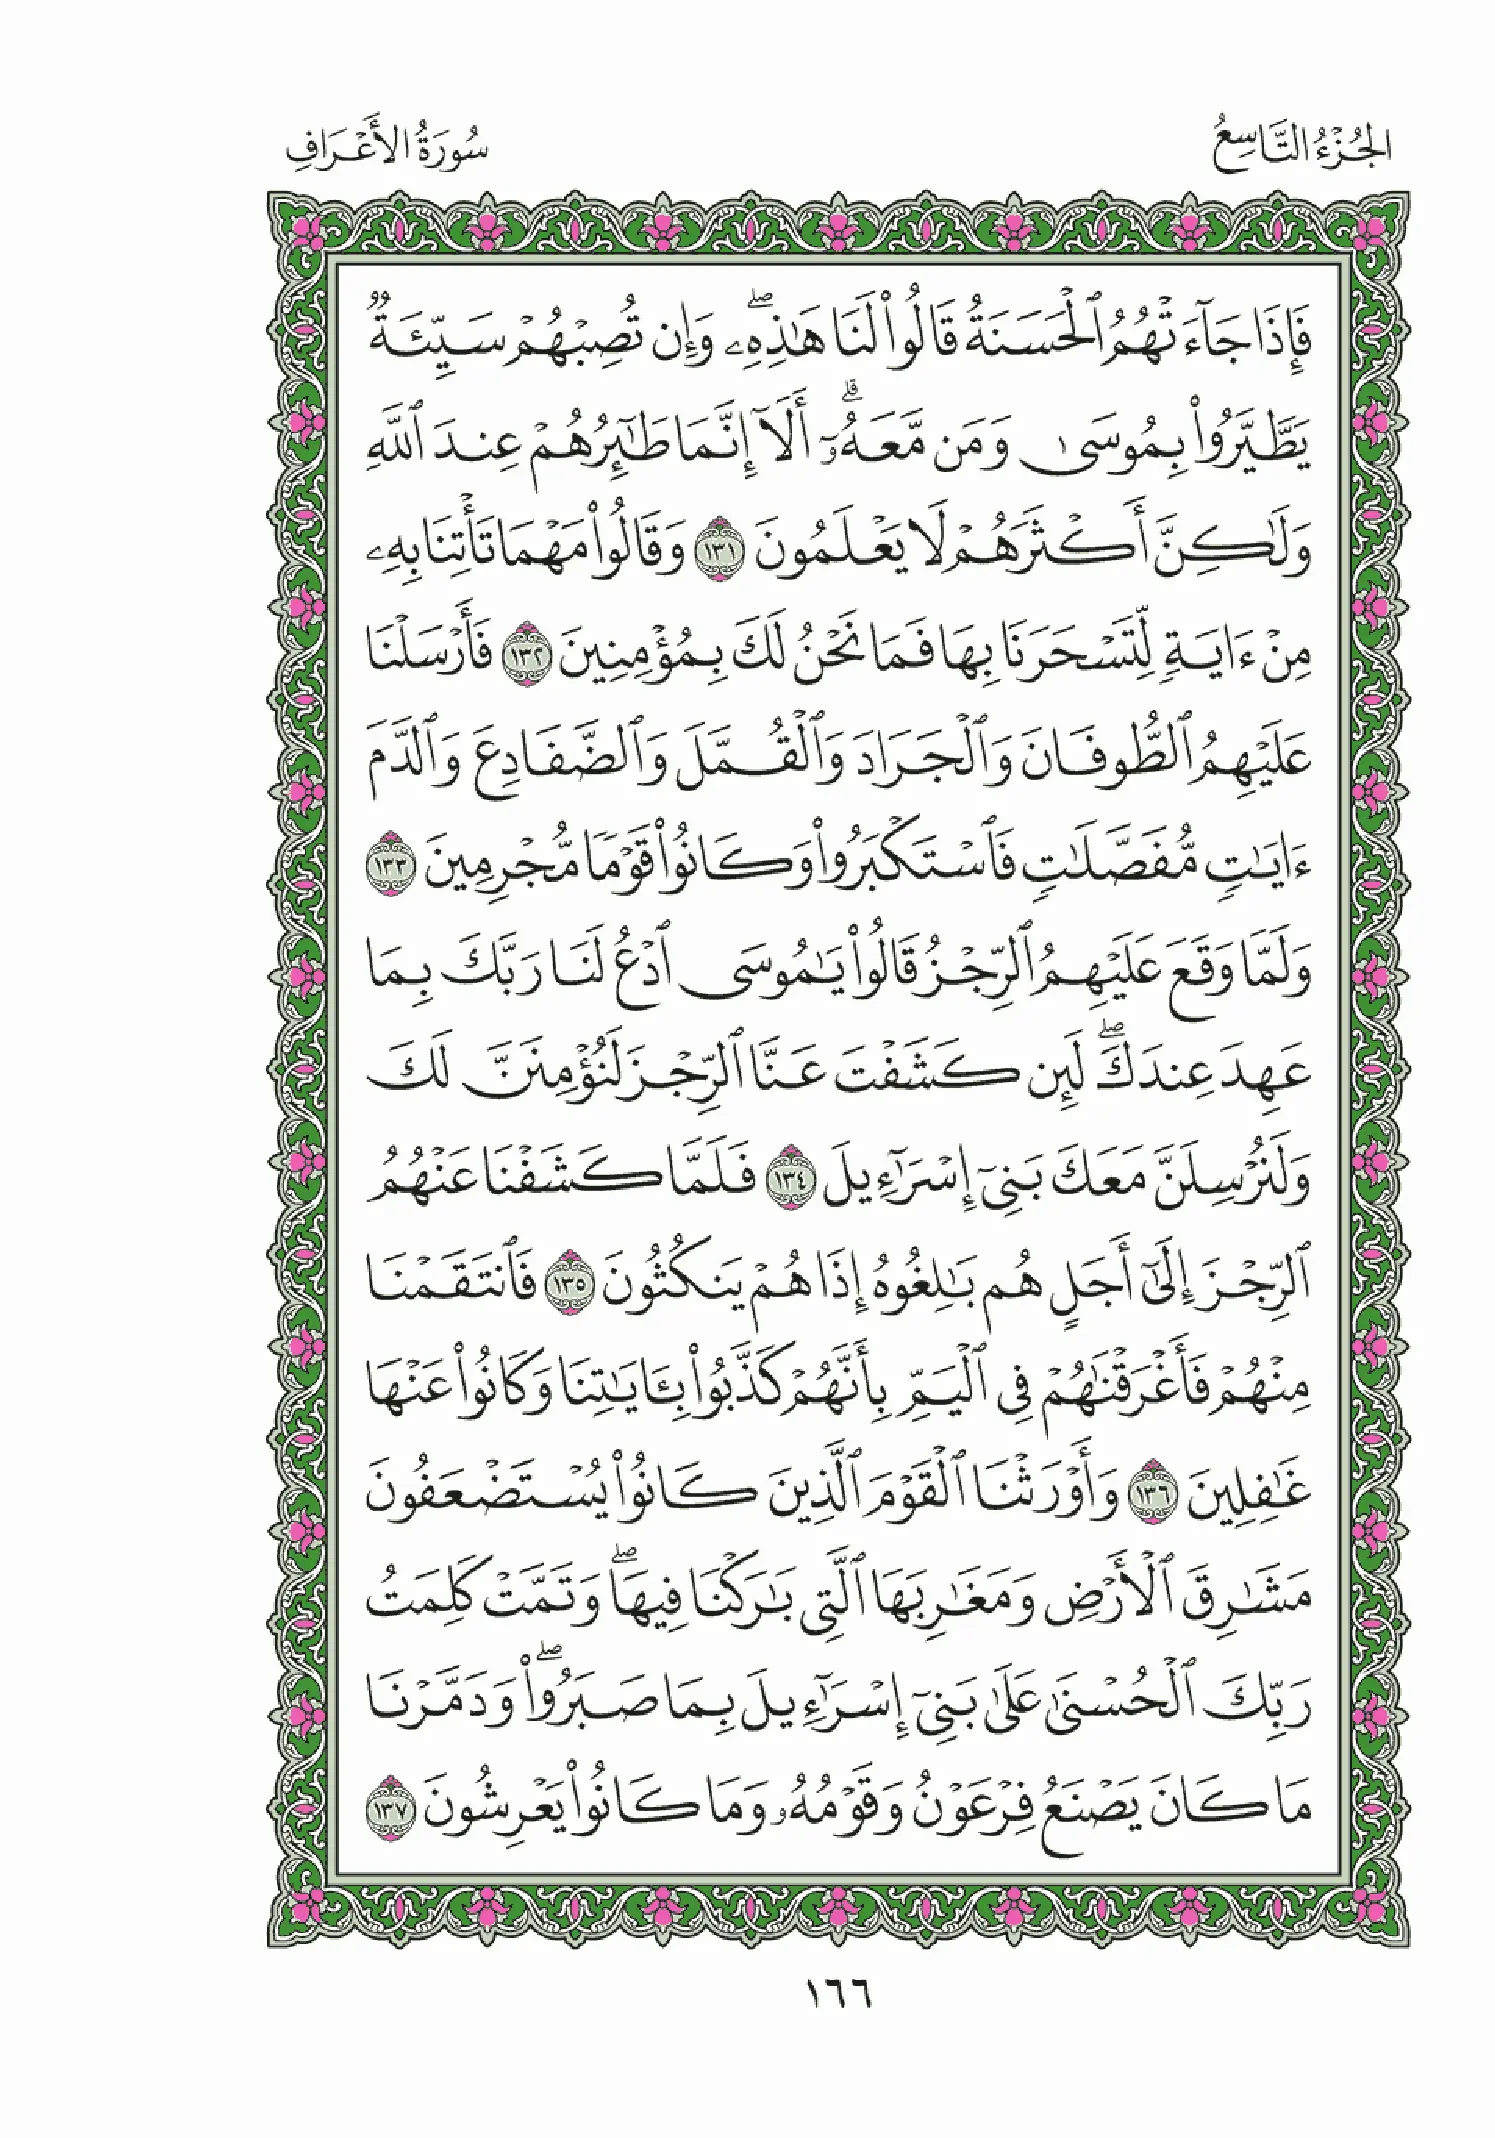 الجُزْءُ التَّاسِعُ
سُورَةُ الأَعْرَافِ
فَإِذَا جَآءَتْهُمُ ٱلْحَسَنَةُ قَالُوا۟ لَنَا هَـٰذِهِۦ ۖ وَإِن تُصِبْهُمْ سَيِّئَةٌ
يَطَّيَّرُوا۟ بِمُوسَىٰ وَمَن مَّعَهُۥٓ ۗ أَلَآ إِنَّمَا طَـٰٓئِرُهُمْ عِندَ ٱللَّهِ
وَلَـٰكِنَّ أَكْثَرَهُمْ لَا يَعْلَمُونَ ١٣١ وَقَالُوا۟ مَهْمَا تَأْتِنَا بِهِۦ
مِنْ ءَايَةٍ لِّتَسْحَرَنَا بِهَا فَمَا نَحْنُ لَكَ بِمُؤْمِنِينَ ١٣٢ فَأَرْسَلْنَا
عَلَيْهِمُ ٱلطُّوفَانَ وَٱلْجَرَادَ وَٱلْقُمَّلَ وَٱلضَّفَادِعَ وَٱلدَّمَ
ءَايَـٰتٍ مُّفَصَّلَـٰتٍ فَٱسْتَكْبَرُوا۟ وَكَانُوا۟ قَوْمًا مُّجْرِمِينَ ١٣٣
وَلَمَّا وَقَعَ عَلَيْهِمُ ٱلرِّجْزُ قَالُوا۟ يَـٰمُوسَى ٱدْعُ لَنَا رَبَّكَ بِمَا
عَهِدَ عِندَكَ ۖ لَئِن كَشَفْتَ عَنَّا ٱلرِّجْزَ لَنُؤْمِنَنَّ لَكَ
وَلَنُرْسِلَنَّ مَعَكَ بَنِىٓ إِسْرَٰٓءِيلَ ١٣٤ فَلَمَّا كَشَفْنَا عَنْهُمُ
ٱلرِّجْزَ إِلَىٰٓ أَجَلٍ هُم بَـٰلِغُوهُ إِذَا هُمْ يَنكُثُونَ ١٣٥ فَٱنتَقَمْنَا
مِنْهُمْ فَأَغْرَقْنَـٰهُمْ فِى ٱلْيَمِّ بِأَنَّهُمْ كَذَّبُوا۟ بِـَٔايَـٰتِنَا وَكَانُوا۟ عَنْهَا
غَـٰفِلِينَ ١٣٦ وَأَوْرَثْنَا ٱلْقَوْمَ ٱلَّذِينَ كَانُوا۟ يُسْتَضْعَفُونَ
مَشَـٰرِقَ ٱلْأَرْضِ وَمَغَـٰرِبَهَا ٱلَّتِى بَـٰرَكْنَا فِيهَا ۖ وَتَمَّتْ كَلِمَتُ
رَبِّكَ ٱلْحُسْنَىٰ عَلَىٰ بَنِىٓ إِسْرَٰٓءِيلَ بِمَا صَبَرُوا۟ ۖ وَدَمَّرْنَا
مَا كَانَ يَصْنَعُ فِرْعَوْنُ وَقَوْمُهُۥ وَمَا كَانُوا۟ يَعْرِشُونَ ١٣٧
١٦٦